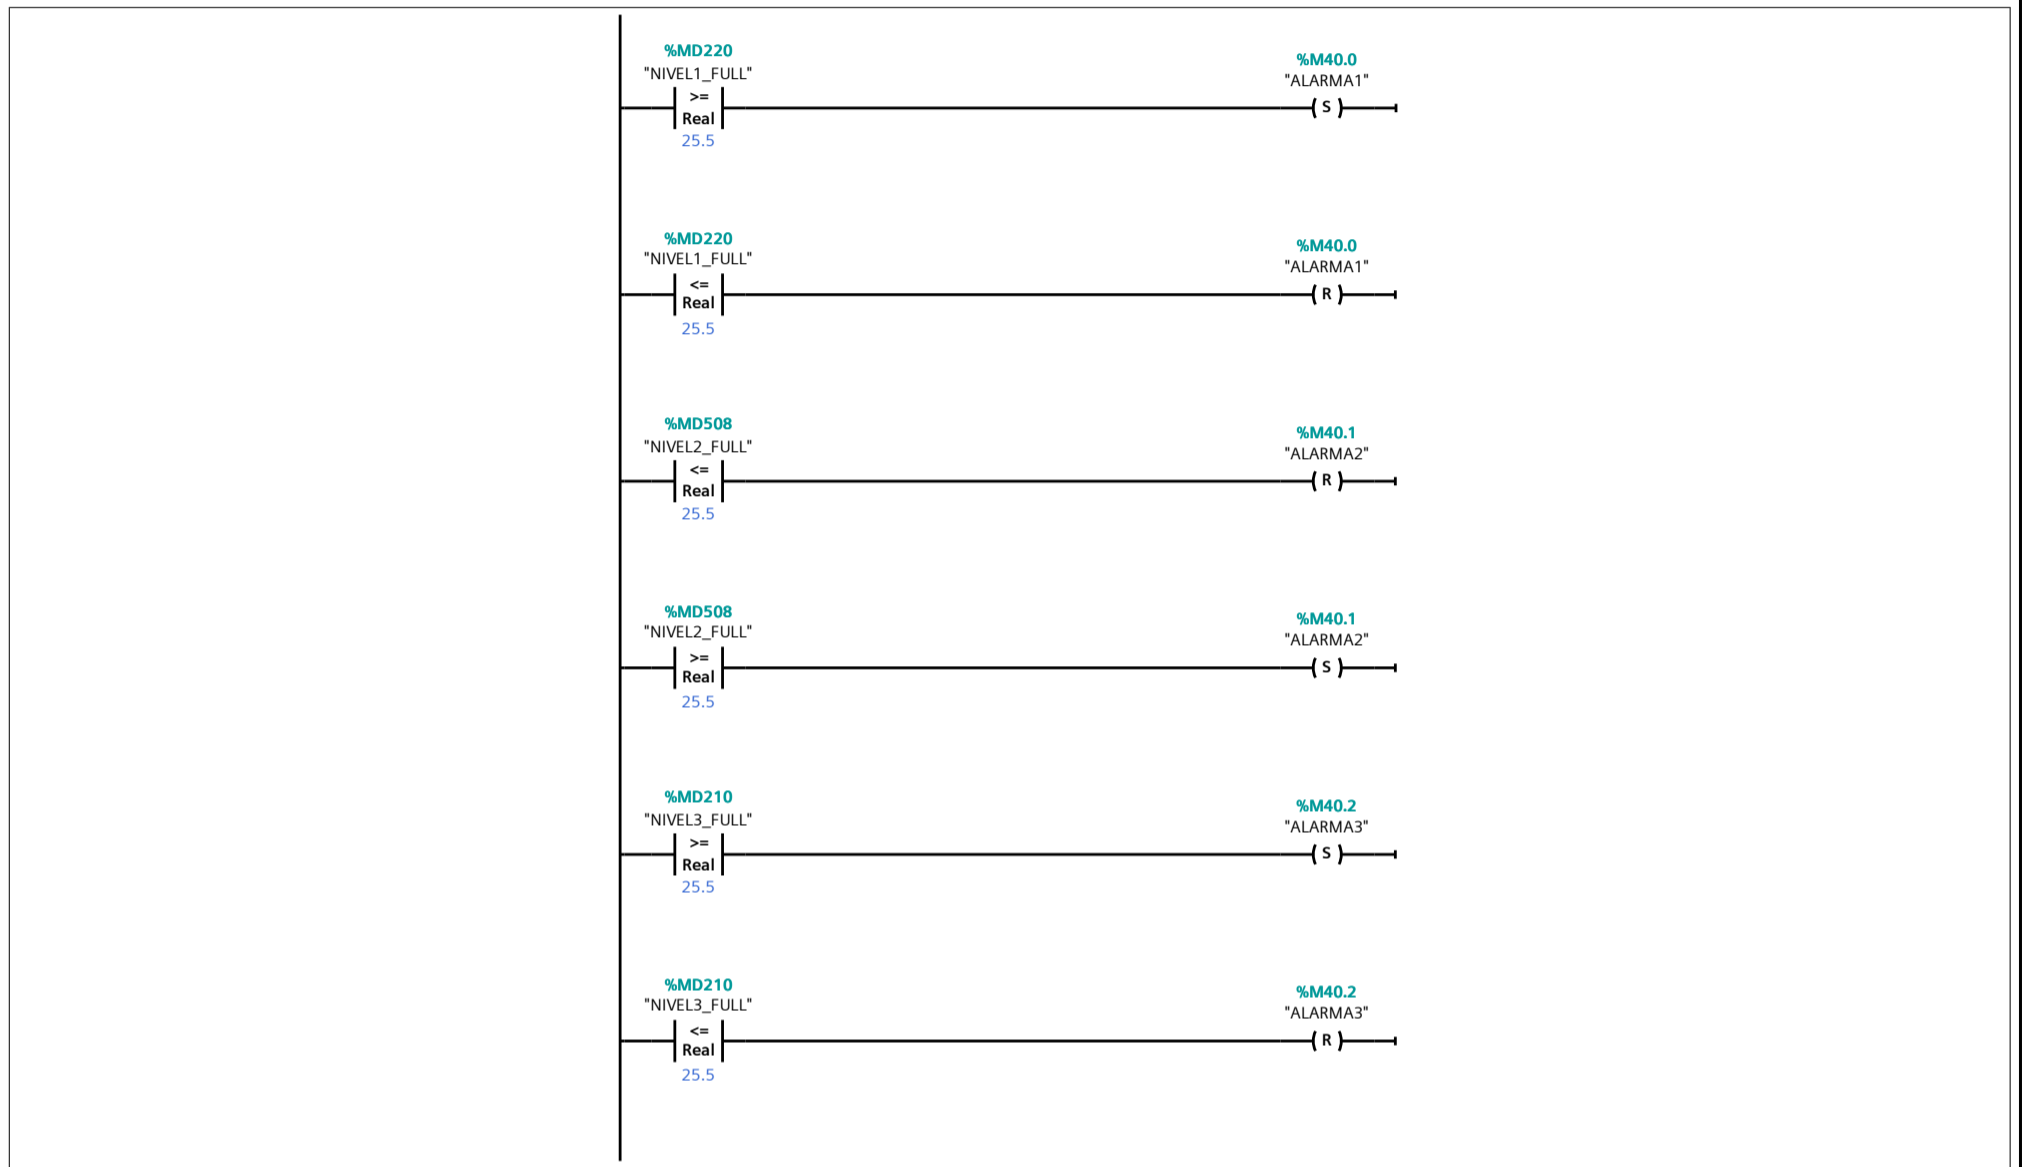 %MD220
"NIVEL1_FULL"
>=
Real
25.5
%M40.0
"ALARMA1"
( S )
%MD220
"NIVEL1_FULL"
<=
Real
25.5
%M40.0
"ALARMA1"
( R )
%MD508
"NIVEL2_FULL"
<=
Real
25.5
%M40.1
"ALARMA2"
( R )
%MD508
"NIVEL2_FULL"
>=
Real
25.5
%M40.1
"ALARMA2"
( S )
%MD210
"NIVEL3_FULL"
>=
Real
25.5
%M40.2
"ALARMA3"
( S )
%MD210
"NIVEL3_FULL"
<=
Real
25.5
%M40.2
"ALARMA3"
( R )